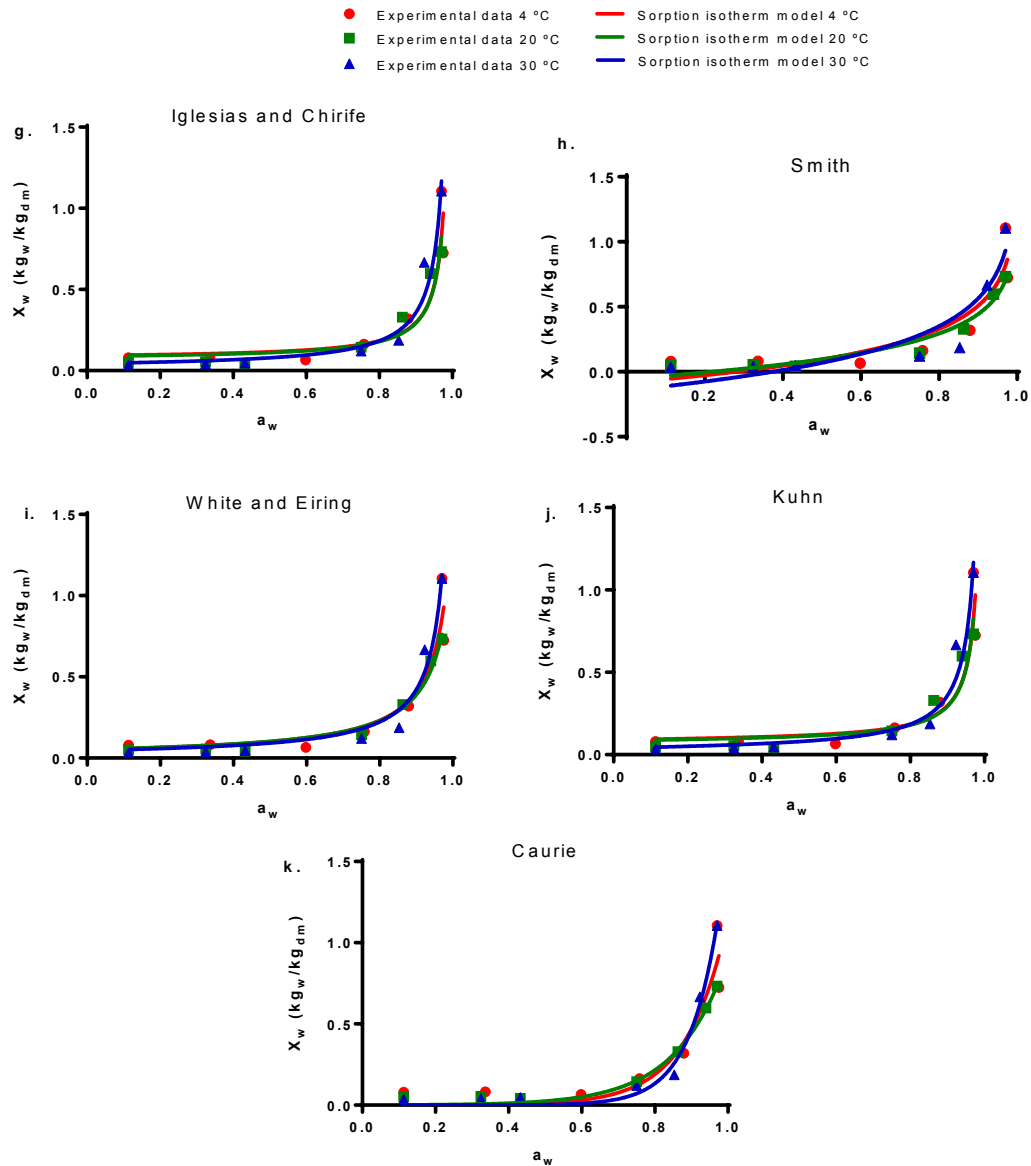 Experimental data 4 ºC Sorption isotherm model 4 ºC
Experimental data 20 ºC Sorption isotherm model 20 ºC
Experimental data 30 ºC Sorption isotherm model 30 ºC
g. Iglesias and Chirife
1.5
1.0
0.5
0.0
X_w (kg_w/kg_dm)
0.0 0.2 0.4 0.6 0.8 1.0
a_w
h. Smith
1.5
1.0
0.5
0.0
-0.5
X_w (kg_w/kg_dm)
0.2 0.4 0.6 0.8 1.0
a_w
i. White and Eiring
1.5
1.0
0.5
0.0
X_w (kg_w/kg_dm)
0.0 0.2 0.4 0.6 0.8 1.0
a_w
j. Kuhn
1.5
1.0
0.5
0.0
X_w (kg_w/kg_dm)
0.0 0.2 0.4 0.6 0.8 1.0
a_w
k. Caurie
1.5
1.0
0.5
0.0
X_w (kg_w/kg_dm)
0.0 0.2 0.4 0.6 0.8 1.0
a_w